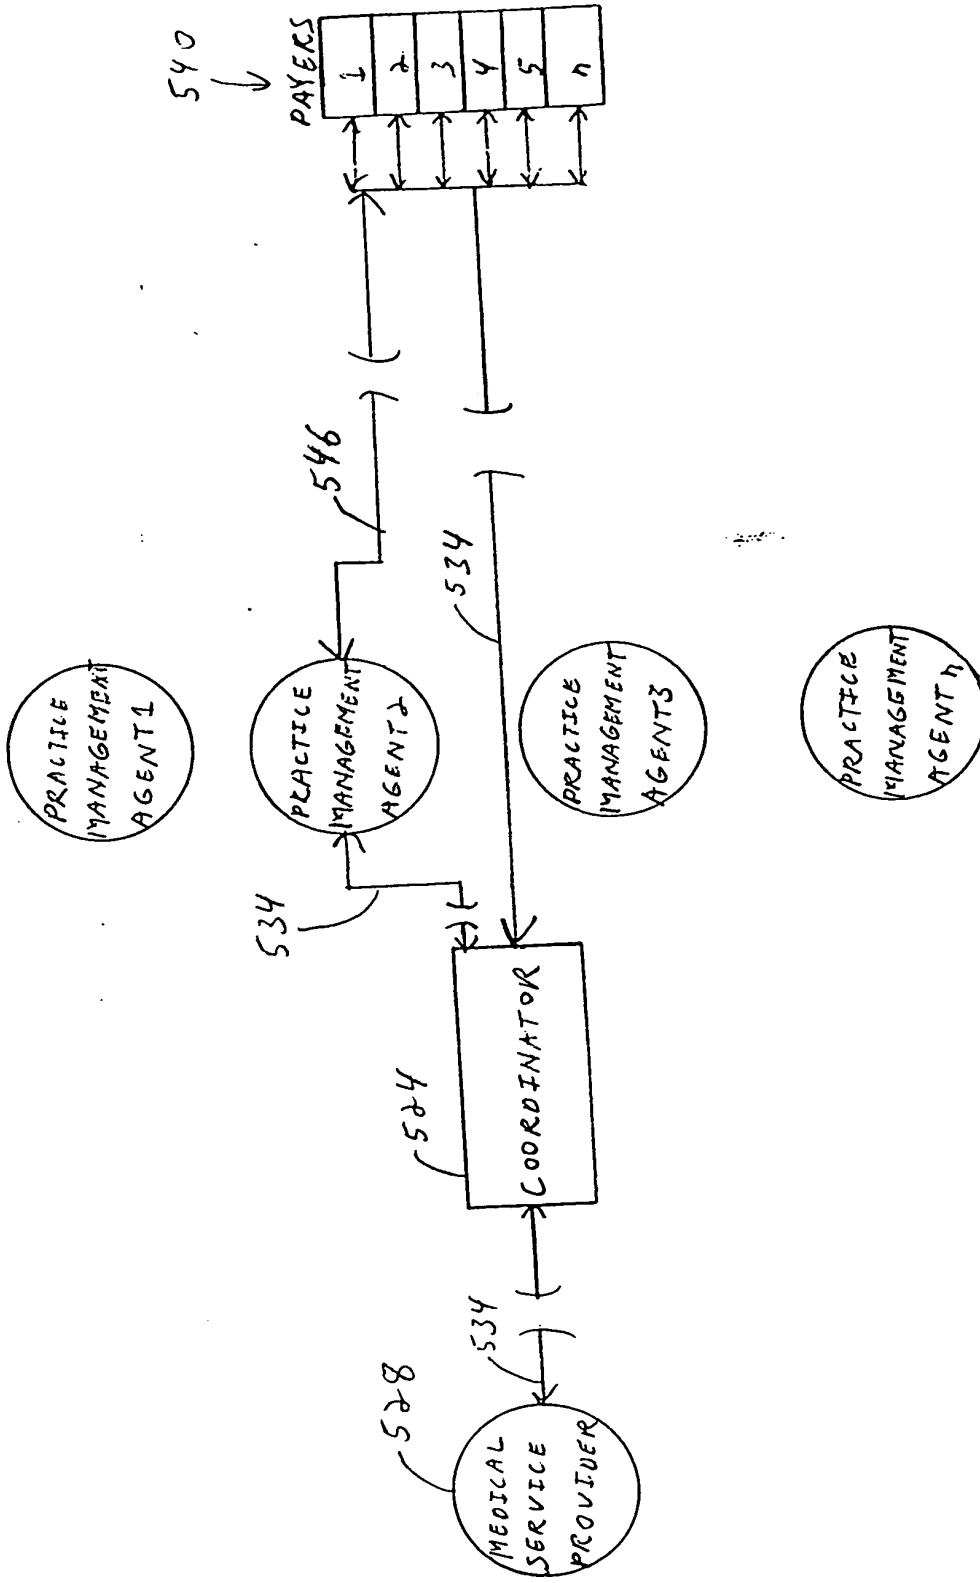 540
PAYERS
1
2
3
4
5
n
546
534
PRACTICE
MANAGEMENT
AGENT 1
PRACTICE
MANAGEMENT
AGENT 2
PRACTICE
MANAGEMENT
AGENT 3
PRACTICE
MANAGEMENT
AGENT n
534
524
COORDINATOR
534
528
MEDICAL
SERVICE
PROVIDER